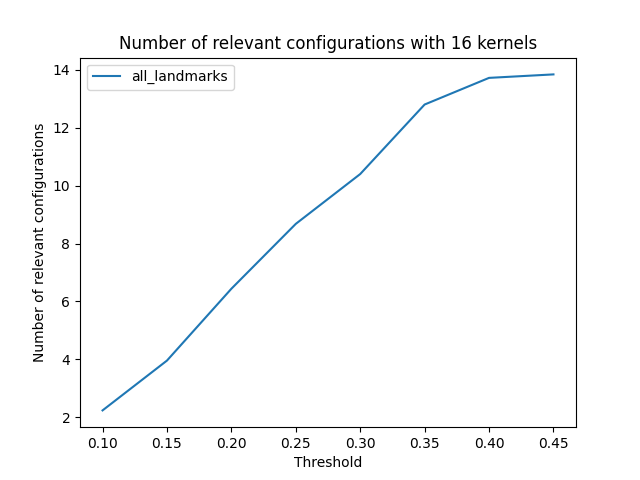 Number of relevant configurations with 16 kernels
all_landmarks
Number of relevant configurations
14
12
10
8
6
4
2
0.10 0.15 0.20 0.25 0.30 0.35 0.40 0.45
Threshold